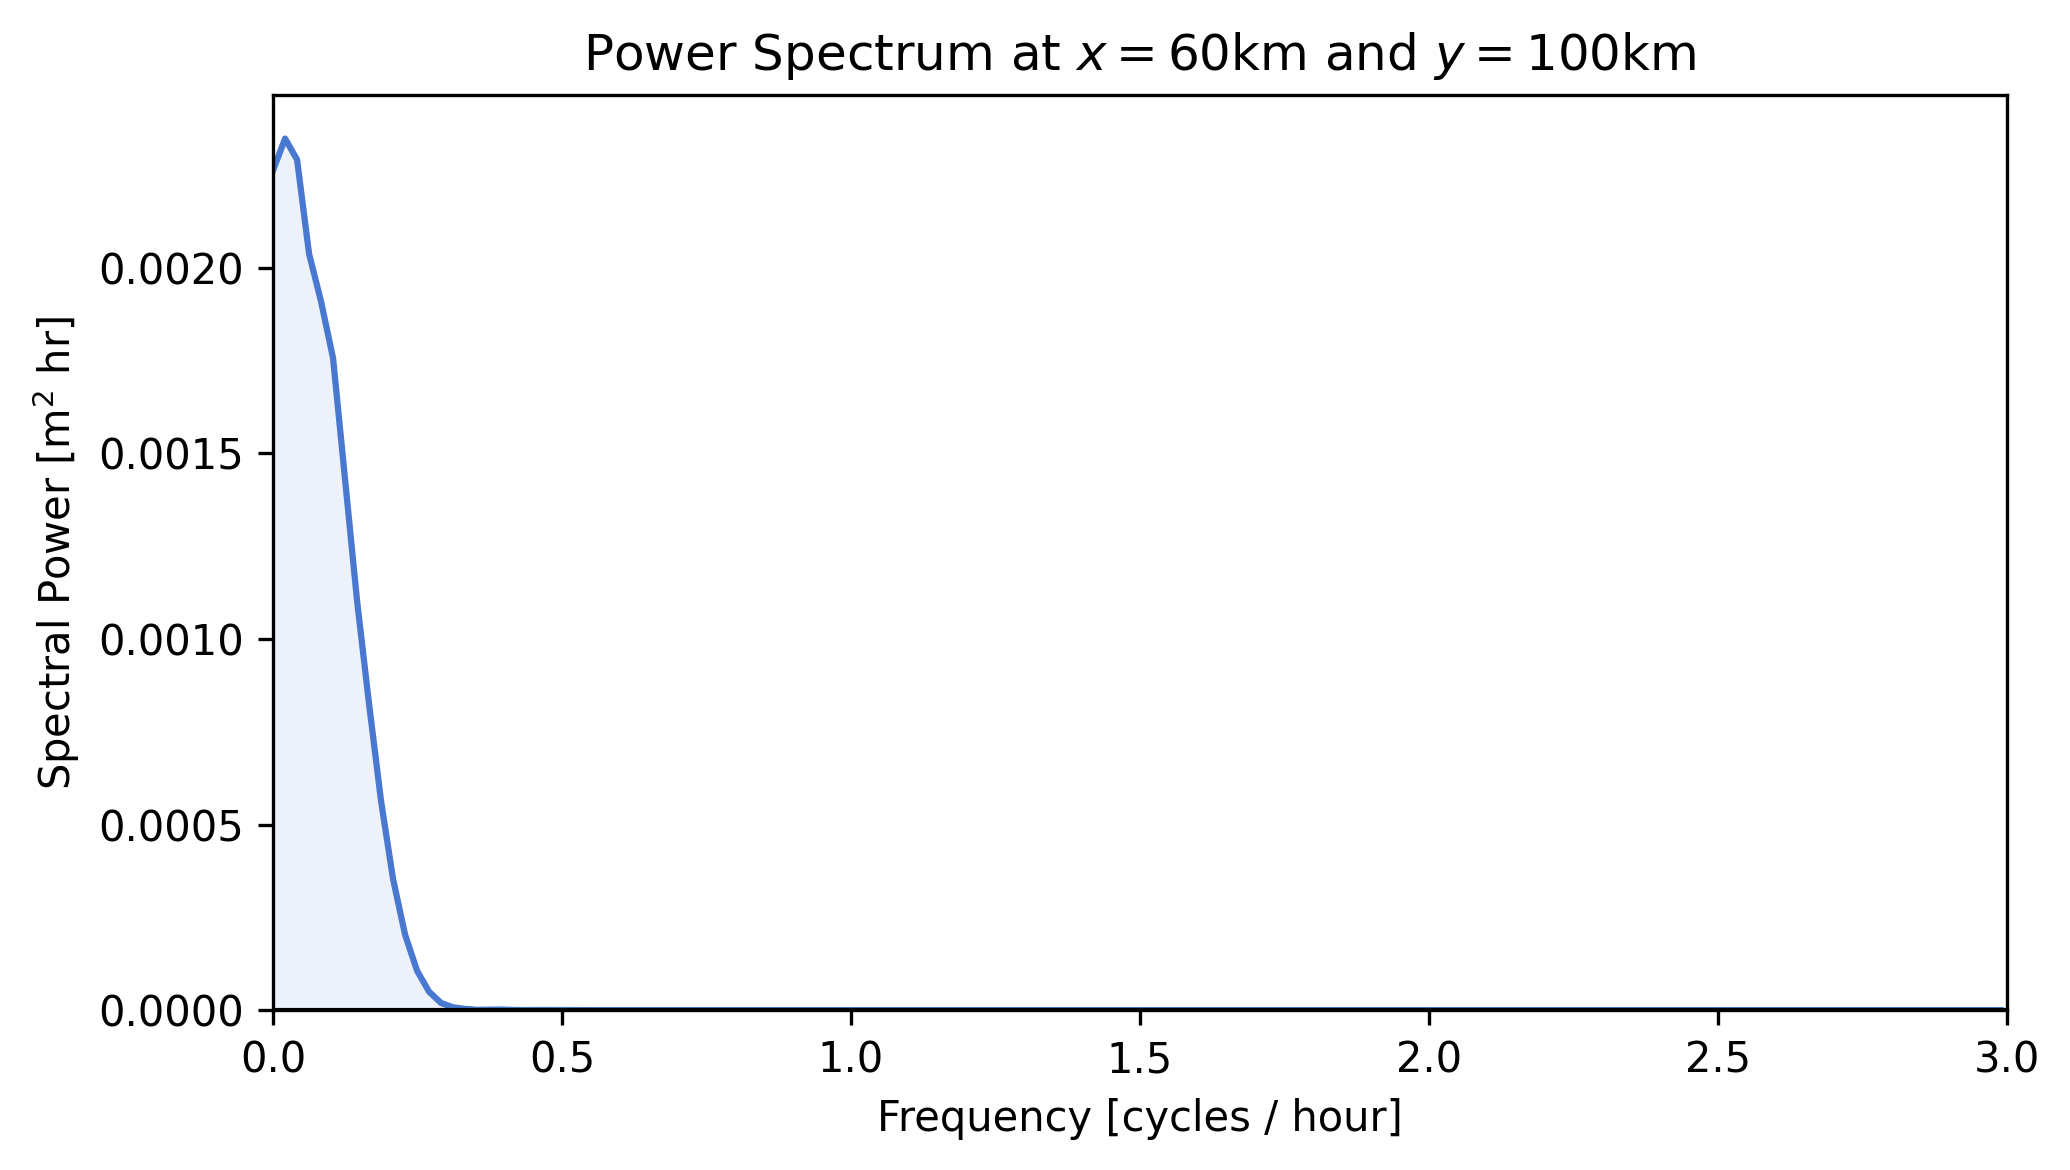 Power Spectrum at x = 60km and y = 100km
Spectral Power [m² hr]
0.0020
0.0015
0.0010
0.0005
0.0000
0.0 0.5 1.0 1.5 2.0 2.5 3.0
Frequency [cycles / hour]